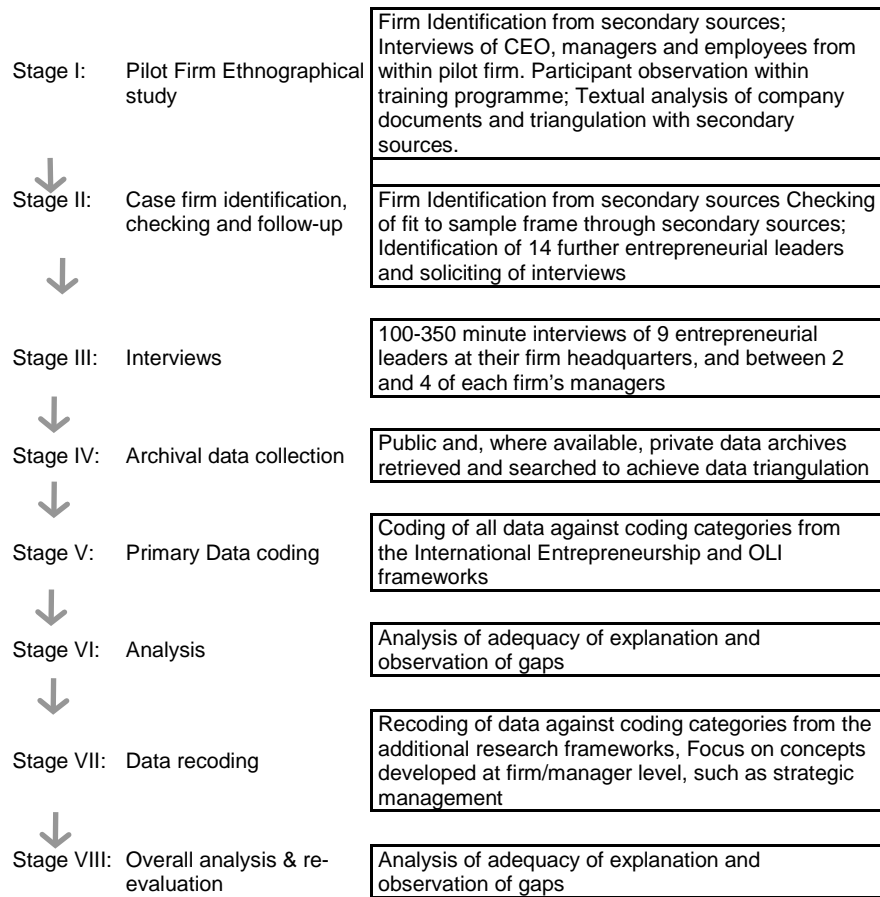 Stage I:
Pilot Firm Ethnographical
study
Firm Identification from secondary sources;
Interviews of CEO, managers and employees from
within pilot firm. Participant observation within
training programme; Textual analysis of company
documents and triangulation with secondary
sources.
Stage II:
Case firm identification,
checking and follow-up
Firm Identification from secondary sources Checking
of fit to sample frame through secondary sources;
Identification of 14 further entrepreneurial leaders
and soliciting of interviews
Stage III:
Interviews
100-350 minute interviews of 9 entrepreneurial
leaders at their firm headquarters, and between 2
and 4 of each firm's managers
Stage IV:
Archival data collection
Public and, where available, private data archives
retrieved and searched to achieve data triangulation
Stage V:
Primary Data coding
Coding of all data against coding categories from
the International Entrepreneurship and OLI
frameworks
Stage VI:
Analysis
Analysis of adequacy of explanation and
observation of gaps
Stage VII:
Data recoding
Recoding of data against coding categories from the
additional research frameworks, Focus on concepts
developed at firm/manager level, such as strategic
management
Stage VIII:
Overall analysis & re-
evaluation
Analysis of adequacy of explanation and
observation of gaps